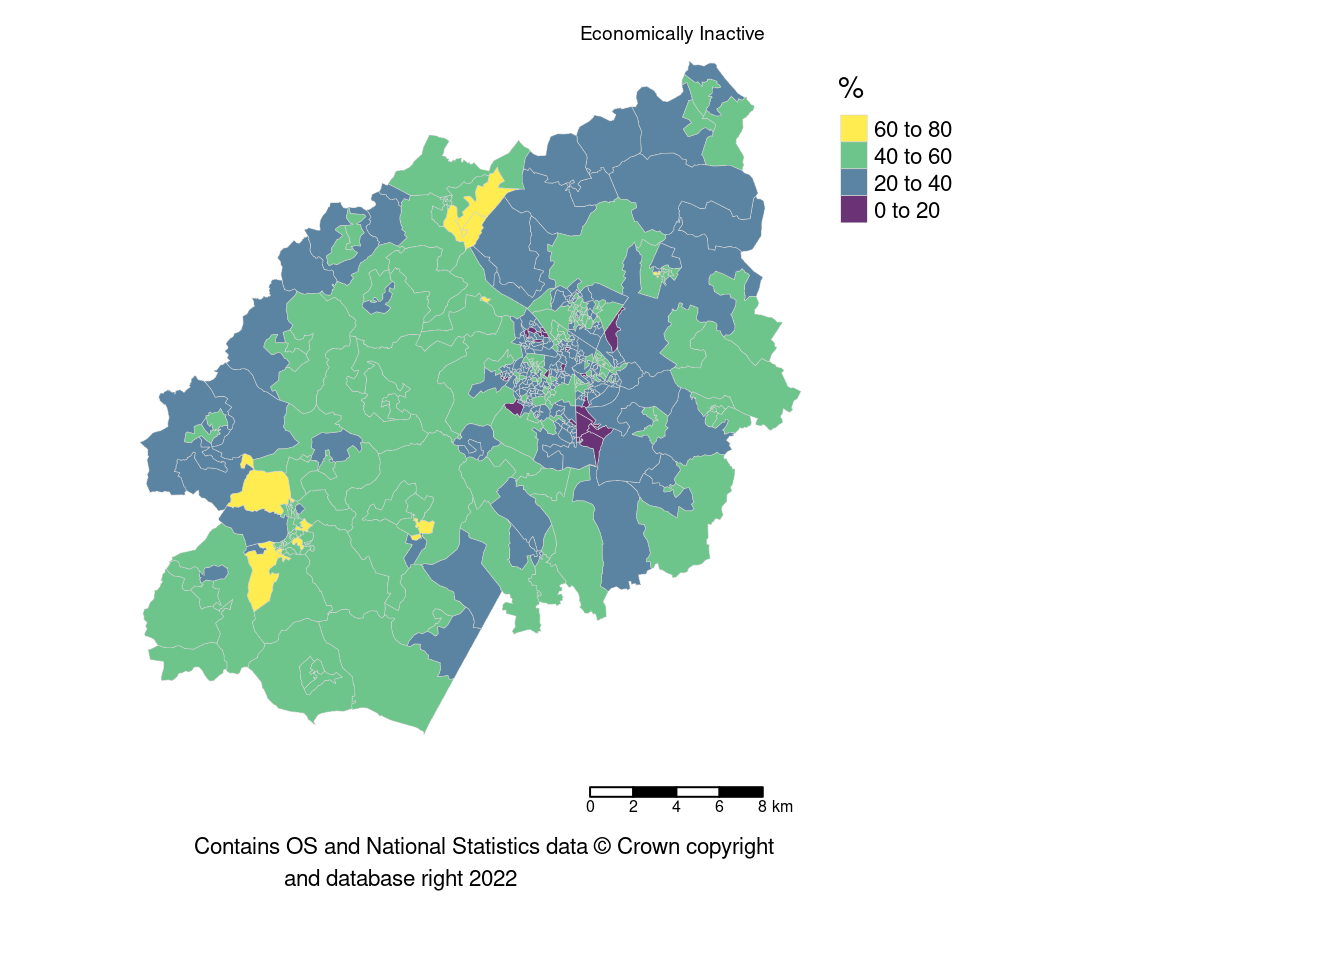 Economically Inactive
%
60 to 80
40 to 60
20 to 40
0 to 20
0 2 4 6 8 km
Contains OS and National Statistics data © Crown copyright
and database right 2022